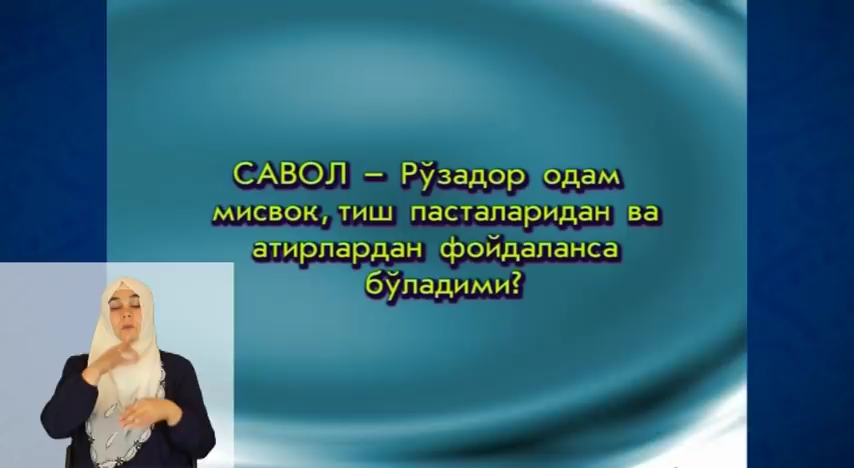 САВОЛ – Рўзадор одам
мисвок, тиш пасталаридан ва
атирлардан фойдаланса
бўладими?